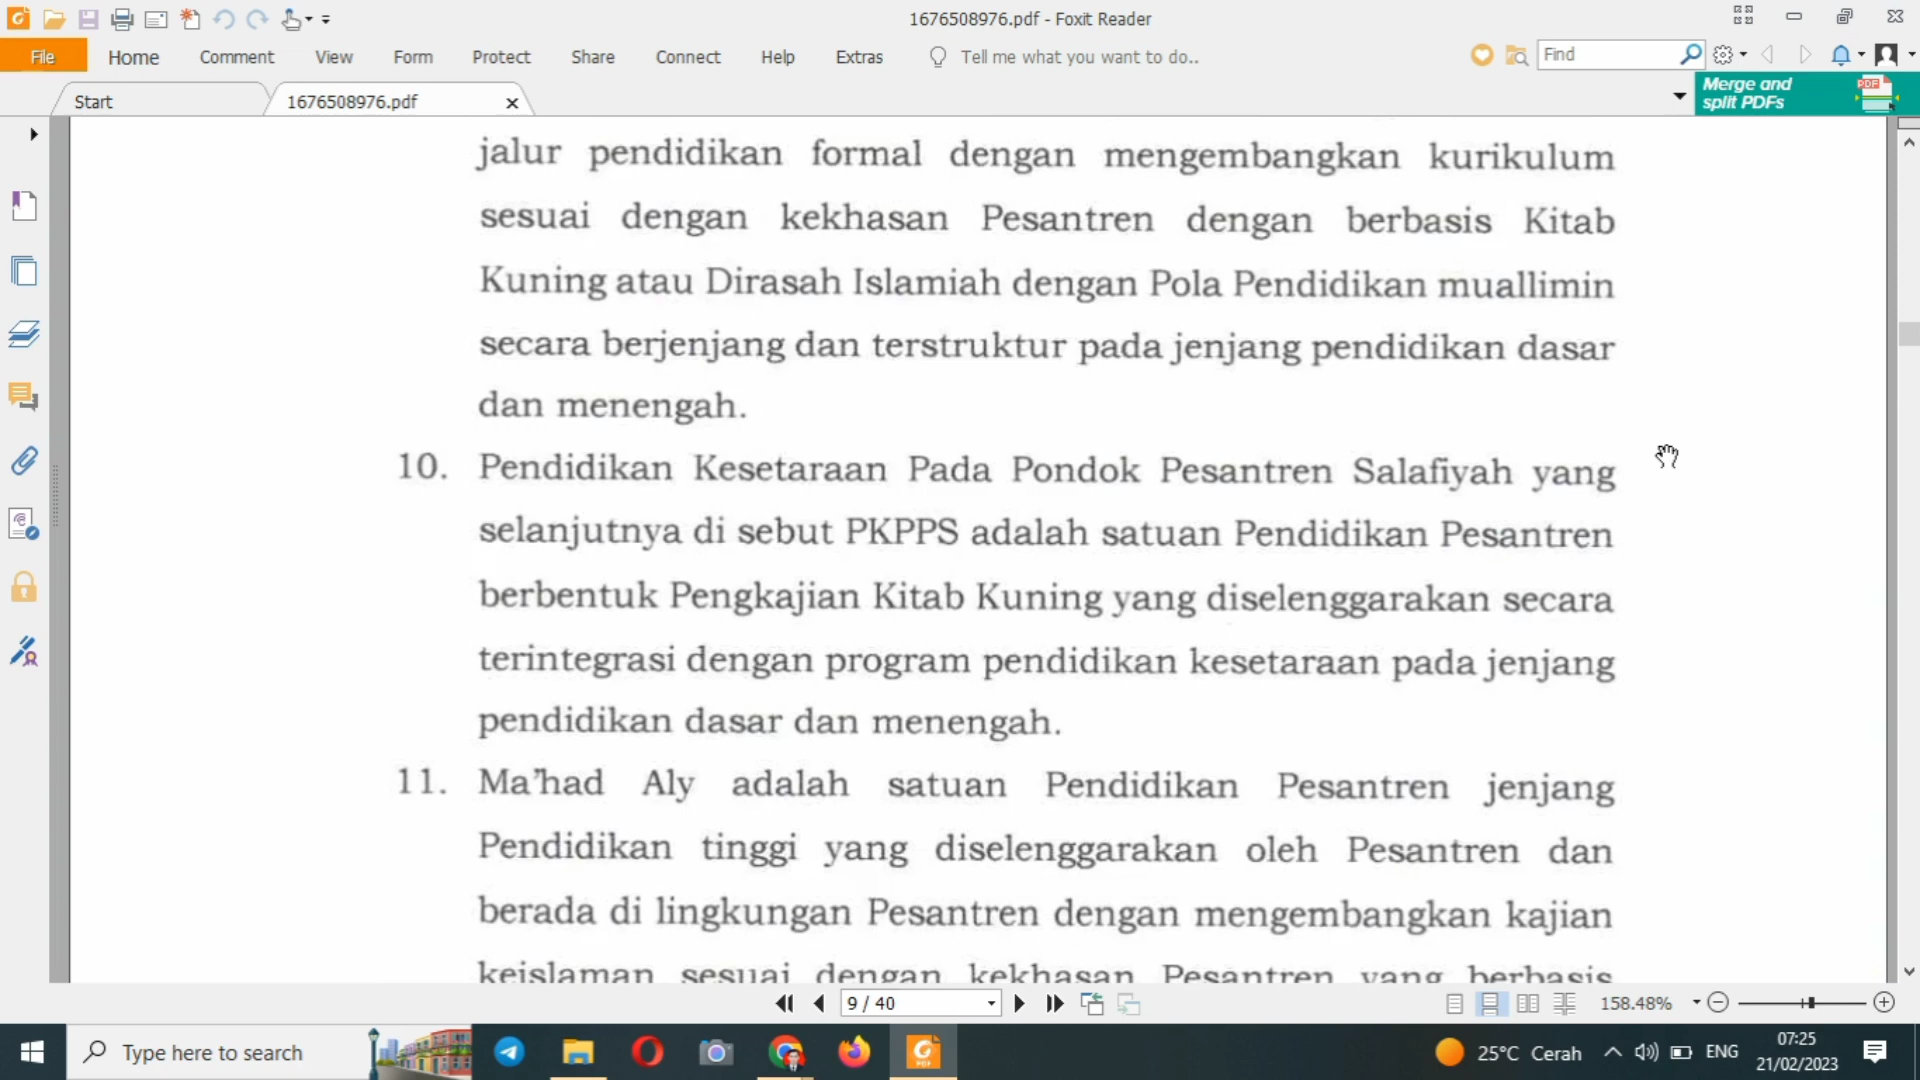 1676508976.pdf - Foxit Reader
File Home Comment View Form Protect Share Connect Help Extras Tell me what you want to do.. Find
Start 1676508976.pdf
Merge and
split PDFs
jalur pendidikan formal dengan mengembangkan kurikulum
sesuai dengan kekhasan Pesantren dengan berbasis Kitab
Kuning atau Dirasah Islamiah dengan Pola Pendidikan muallimin
secara berjenjang dan terstruktur pada jenjang pendidikan dasar
dan menengah.
10. Pendidikan Kesetaraan Pada Pondok Pesantren Salafiyah yang
selanjutnya di sebut PKPPS adalah satuan Pendidikan Pesantren
berbentuk Pengkajian Kitab Kuning yang diselenggarakan secara
terintegrasi dengan program pendidikan kesetaraan pada jenjang
pendidikan dasar dan menengah.
11. Ma'had Aly adalah satuan Pendidikan Pesantren jenjang
Pendidikan tinggi yang diselenggarakan oleh Pesantren dan
berada di lingkungan Pesantren dengan mengembangkan kajian
keislaman sesuai dengan kekhasan Pesantren yang berbasis
9 / 40 158.48%
Type here to search 25°C Cerah ENG 07:25
21/02/2023